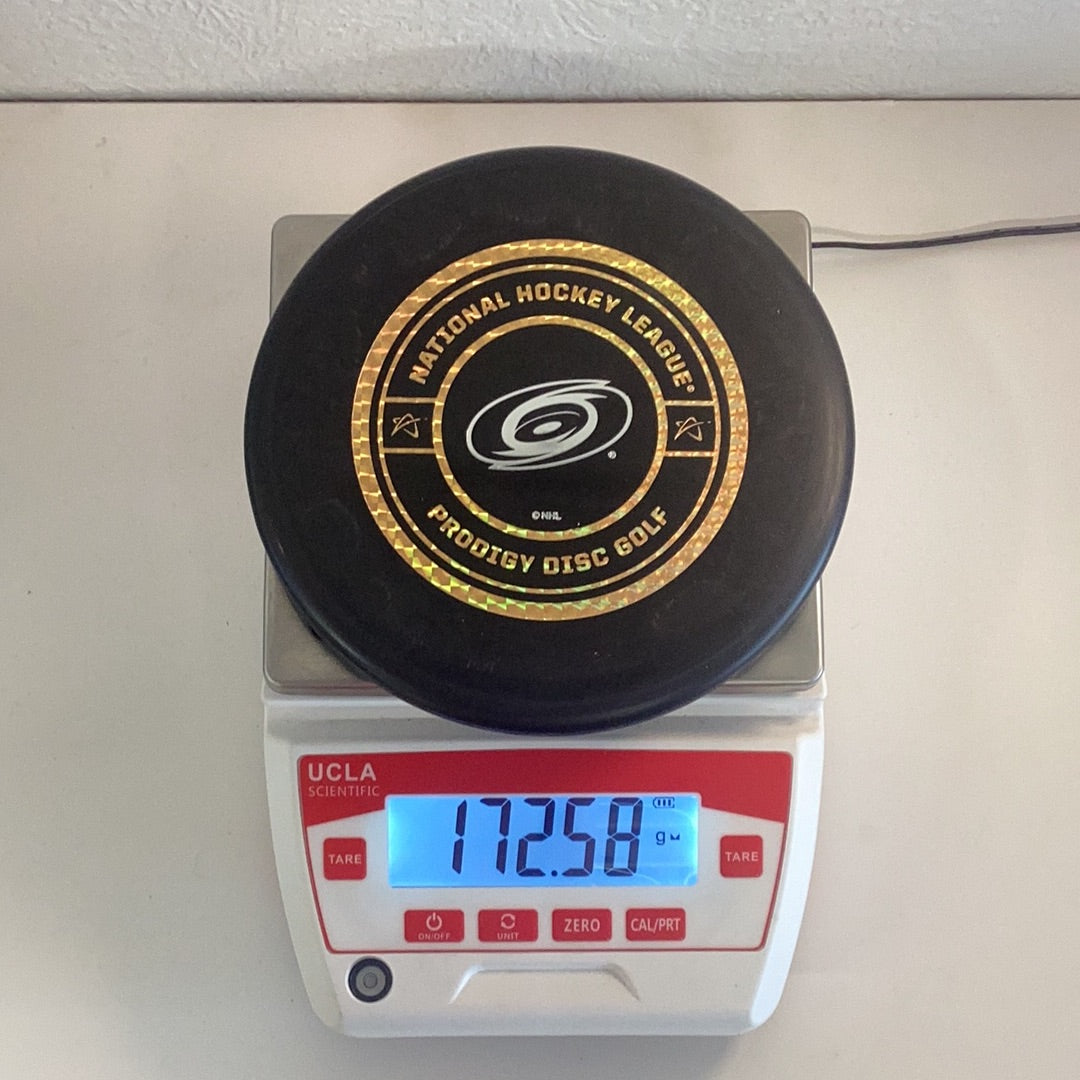 NATIONAL HOCKEY LEAGUE®
®
©NHL
PRODIGY DISC GOLF
UCLA
SCIENTIFIC
172.58 g
TARE
TARE
ON/OFF
UNIT
ZERO
CAL/PRT